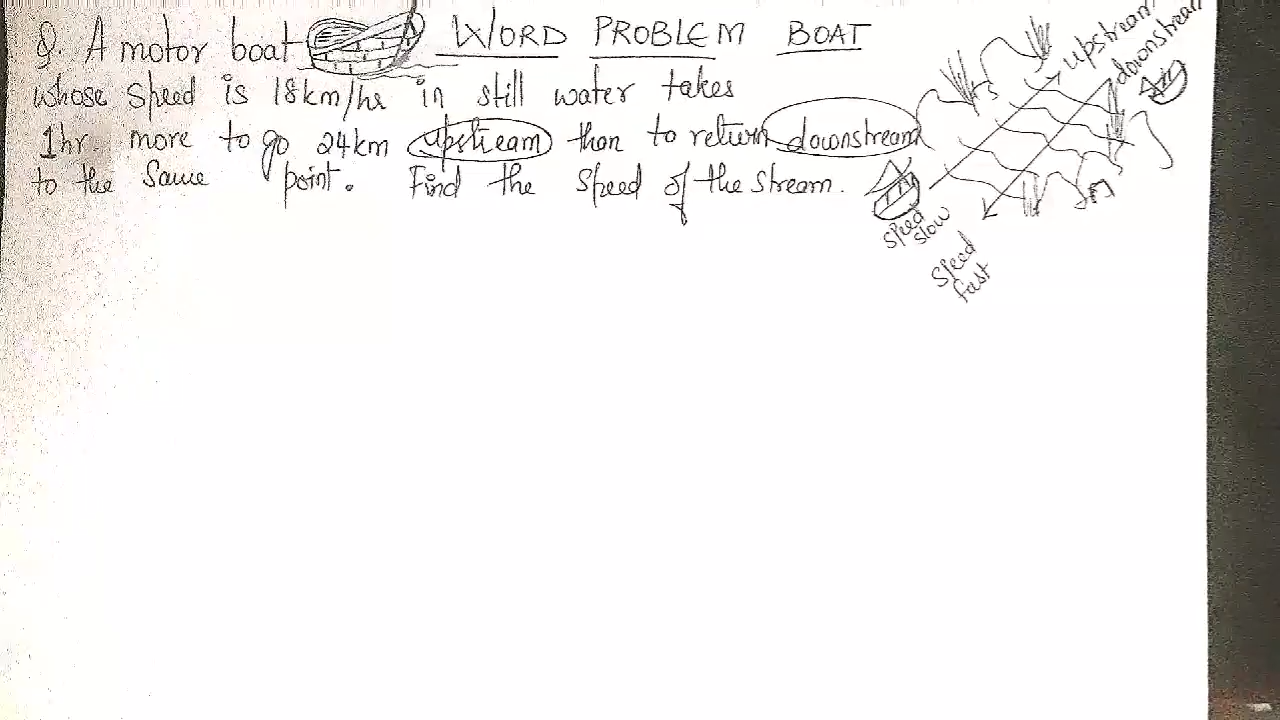 WORD PROBLEM BOAT
Q. A motor boat
whose speed is 18km/hr in still water takes
1hr. more to go 24km upstream than to return downstream
to the same point. Find the speed of the stream.
upstream
downstream
speed
slow
speed
fast